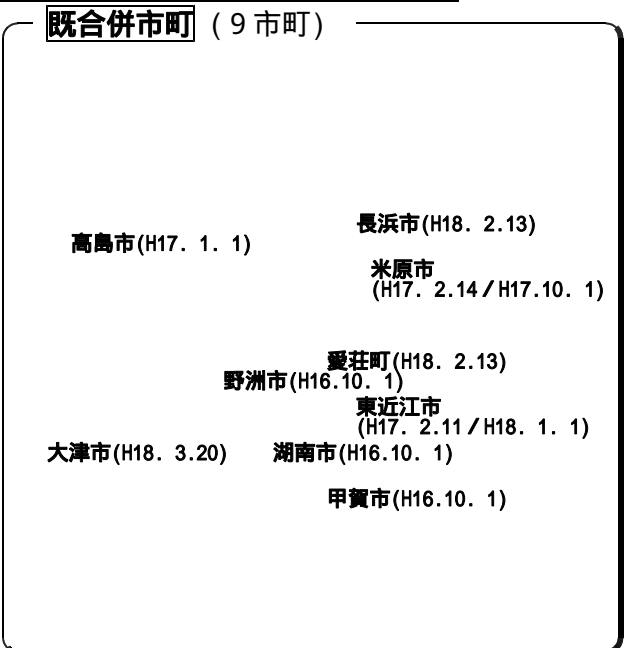 既合併市町 (９市町)
長浜市(H18. 2.13)
高島市(H17. 1. 1)
米原市
(H17. 2.14／H17.10. 1)
愛荘町(H18. 2.13)
野洲市(H16.10. 1)
東近江市
(H17. 2.11／H18. 1. 1)
大津市(H18. 3.20)
湖南市(H16.10. 1)
甲賀市(H16.10. 1)